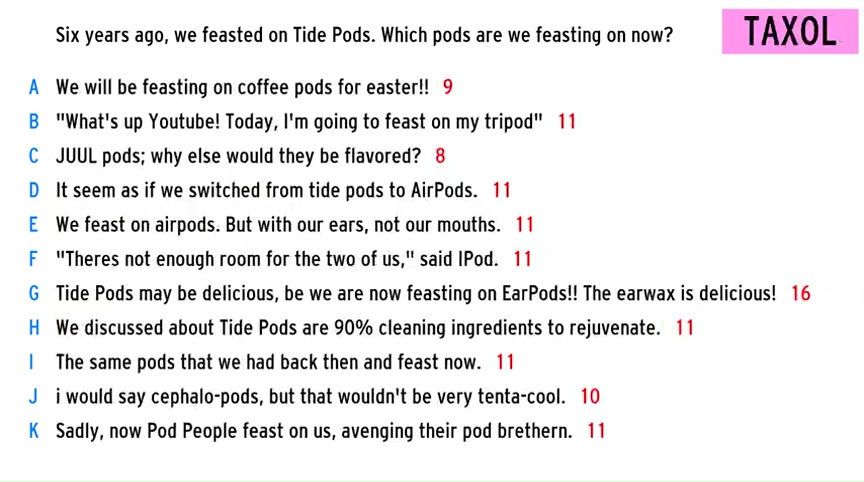 Six years ago, we feasted on Tide Pods. Which pods are we feasting on now?
TAXOL
A We will be feasting on coffee pods for easter!! 9
B "What's up Youtube! Today, I'm going to feast on my tripod" 11
C JUUL pods; why else would they be flavored? 8
D It seem as if we switched from tide pods to AirPods. 11
E We feast on airpods. But with our ears, not our mouths. 11
F "Theres not enough room for the two of us," said IPod. 11
G Tide Pods may be delicious, be we are now feasting on EarPods!! The earwax is delicious! 16
H We discussed about Tide Pods are 90% cleaning ingredients to rejuvenate. 11
I The same pods that we had back then and feast now. 11
J i would say cephalo-pods, but that wouldn't be very tenta-cool. 10
K Sadly, now Pod People feast on us, avenging their pod brethern. 11